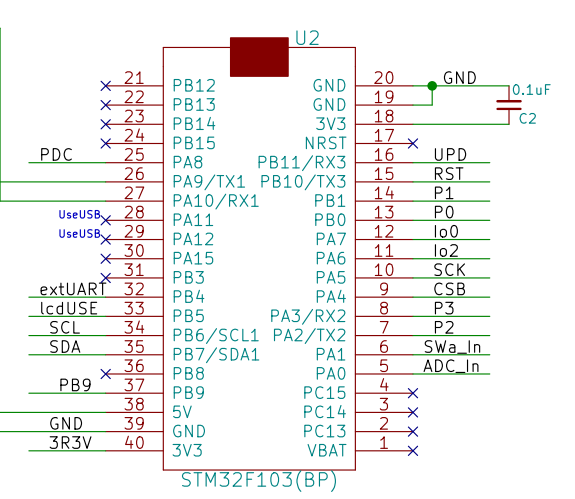 U2
21 PB12 GND 20 GND
22 PB13 GND 19
0.1uF
23 PB14 3V3 18
C2
24 PB15 NRST 17
PDC 25 PA8 PB11/RX3 16 UPD
26 PA9/TX1 PB10/TX3 15 RST
27 PA10/RX1 PB1 14 P1
UseUSB 28 PA11 PB0 13 P0
UseUSB 29 PA12 PA7 12 Io0
30 PA15 PA6 11 Io2
31 PB3 PA5 10 SCK
extUART 32 PB4 PA4 9 CSB
lcdUSE 33 PB5 PA3/RX2 8 P3
SCL 34 PB6/SCL1 PA2/TX2 7 P2
SDA 35 PB7/SDA1 PA1 6 SWa_In
36 PB8 PA0 5 ADC_In
PB9 37 PB9 PC15 4
38 5V PC14 3
GND 39 GND PC13 2
3R3V 40 3V3 VBAT 1
STM32F103(BP)